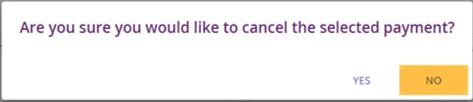 Are you sure you would like to cancel the selected payment?
YES NO